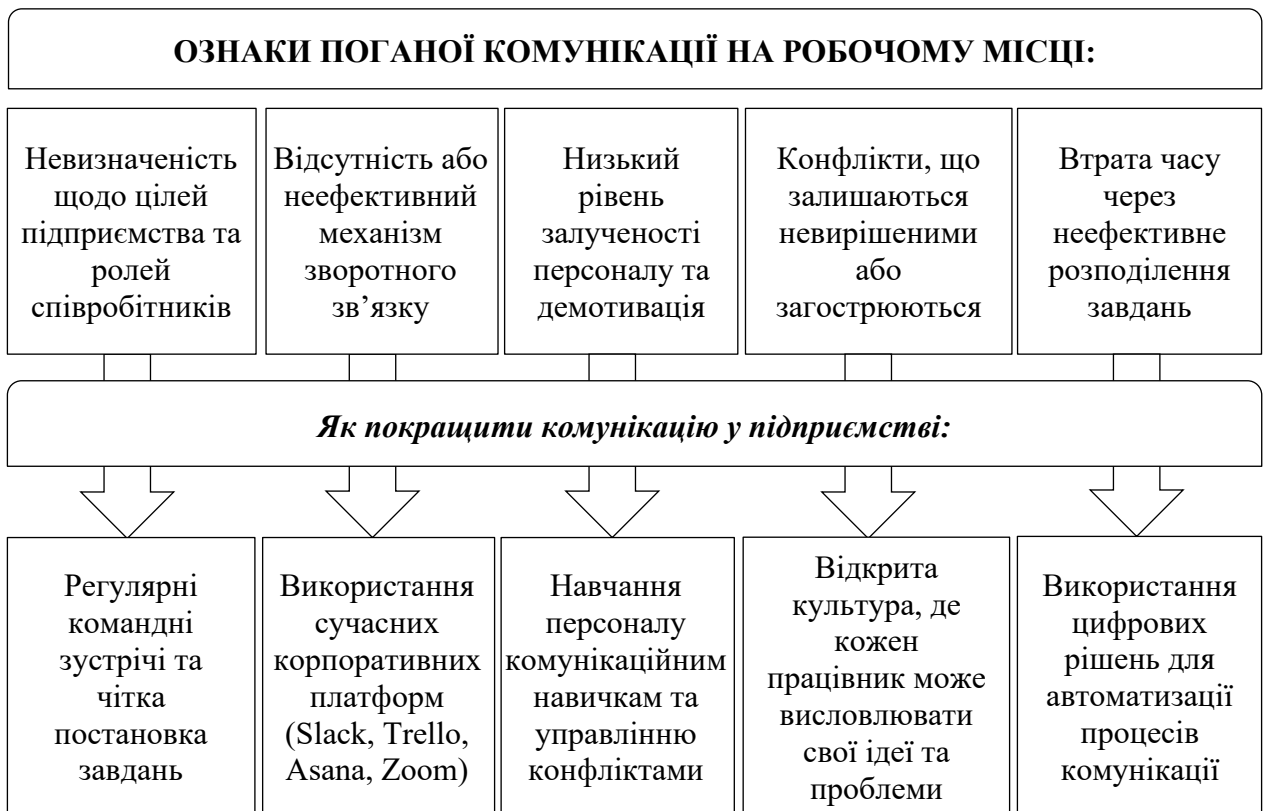 ОЗНАКИ ПОГАНОЇ КОМУНІКАЦІЇ НА РОБОЧОМУ МІСЦІ:
Невизначеність
щодо цілей
підприємства та
ролей
співробітників
Відсутність або
неефективний
механізм
зворотного
зв’язку
Низький
рівень
залученості
персоналу та
демотивація
Конфлікти, що
залишаються
невирішеними
або
загострюються
Втрата часу
через
неефективне
розподілення
завдань
Як покращити комунікацію у підприємстві:
Регулярні
командні
зустрічі та
чітка
постановка
завдань
Використання
сучасних
корпоративних
платформ
(Slack, Trello,
Asana, Zoom)
Навчання
персоналу
комунікаційним
навичкам та
управлінню
конфліктами
Відкрита
культура, де
кожен
працівник може
висловлювати
свої ідеї та
проблеми
Використання
цифрових
рішень для
автоматизації
процесів
комунікації